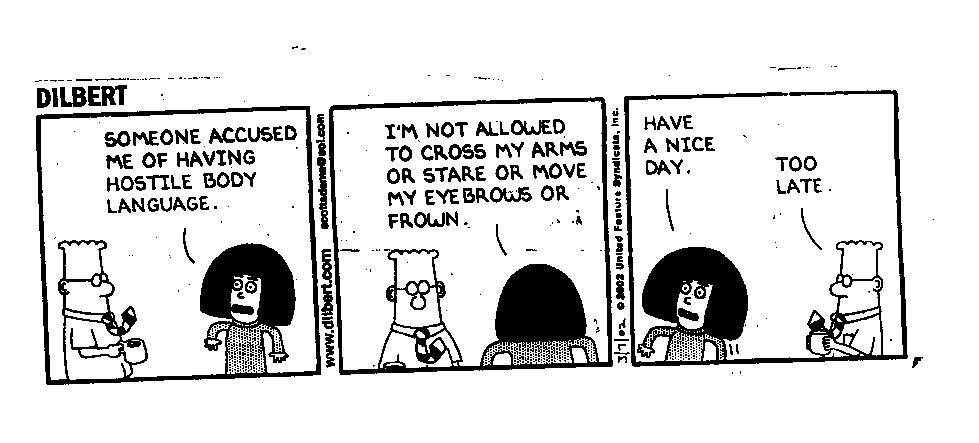 DILBERT
SOMEONE ACCUSED
ME OF HAVING
HOSTILE BODY
LANGUAGE.
www.dilbert.com scottadams@aol.com
I'M NOT ALLOWED
TO CROSS MY ARMS
OR STARE OR MOVE
MY EYEBROWS OR
FROWN.
3/7/02 © 2002 United Feature Syndicate, Inc.
HAVE
A NICE
DAY.
TOO
LATE.